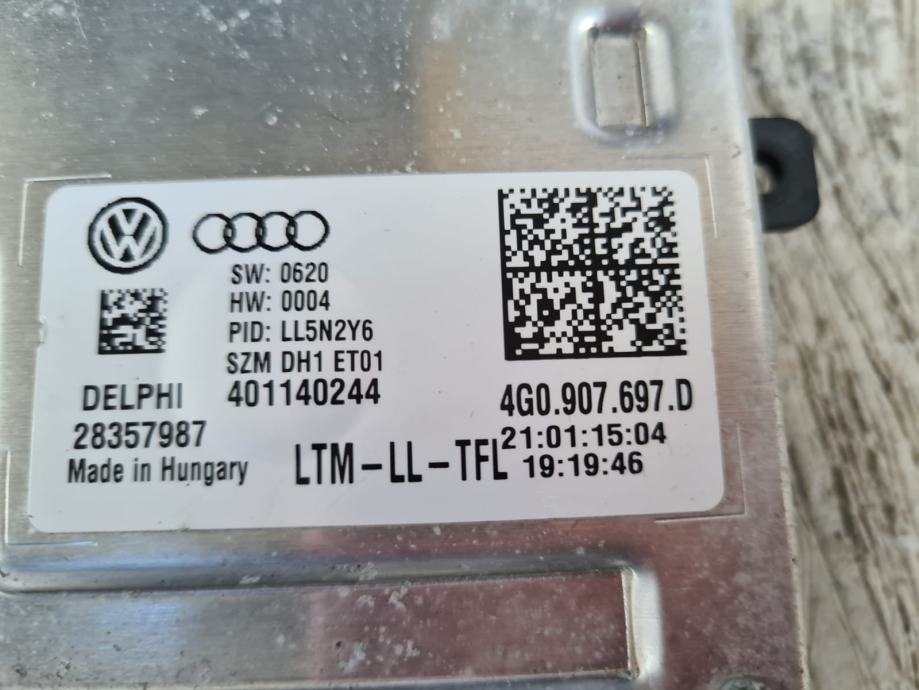 SW: 0620
HW: 0004
PID: LL5N2Y6
SZM DH1 ET01
DELPHI 401140244
28357987
Made in Hungary
LTM-LL-TFL
4G0.907.697.D
21:01:15:04
19:19:46